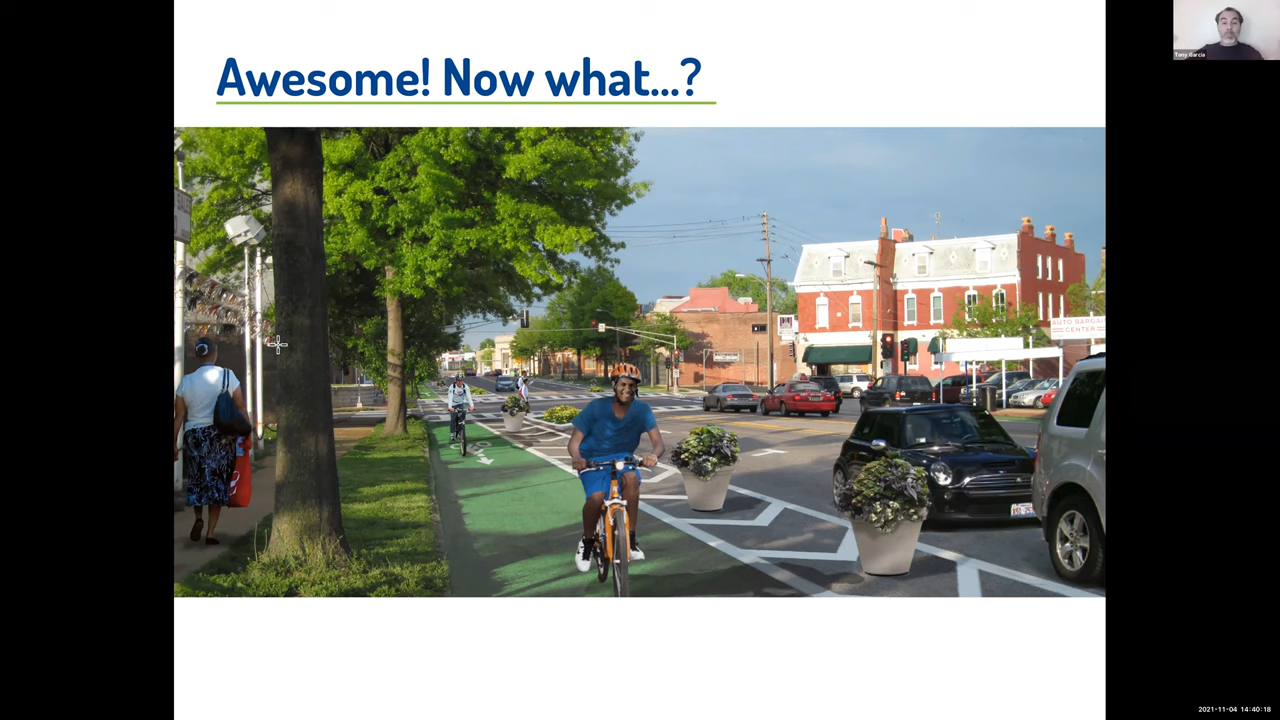 Awesome! Now what...?
Tony Garcia
AUTO BARGAIN
CENTER
2021-11-04 14:40:18